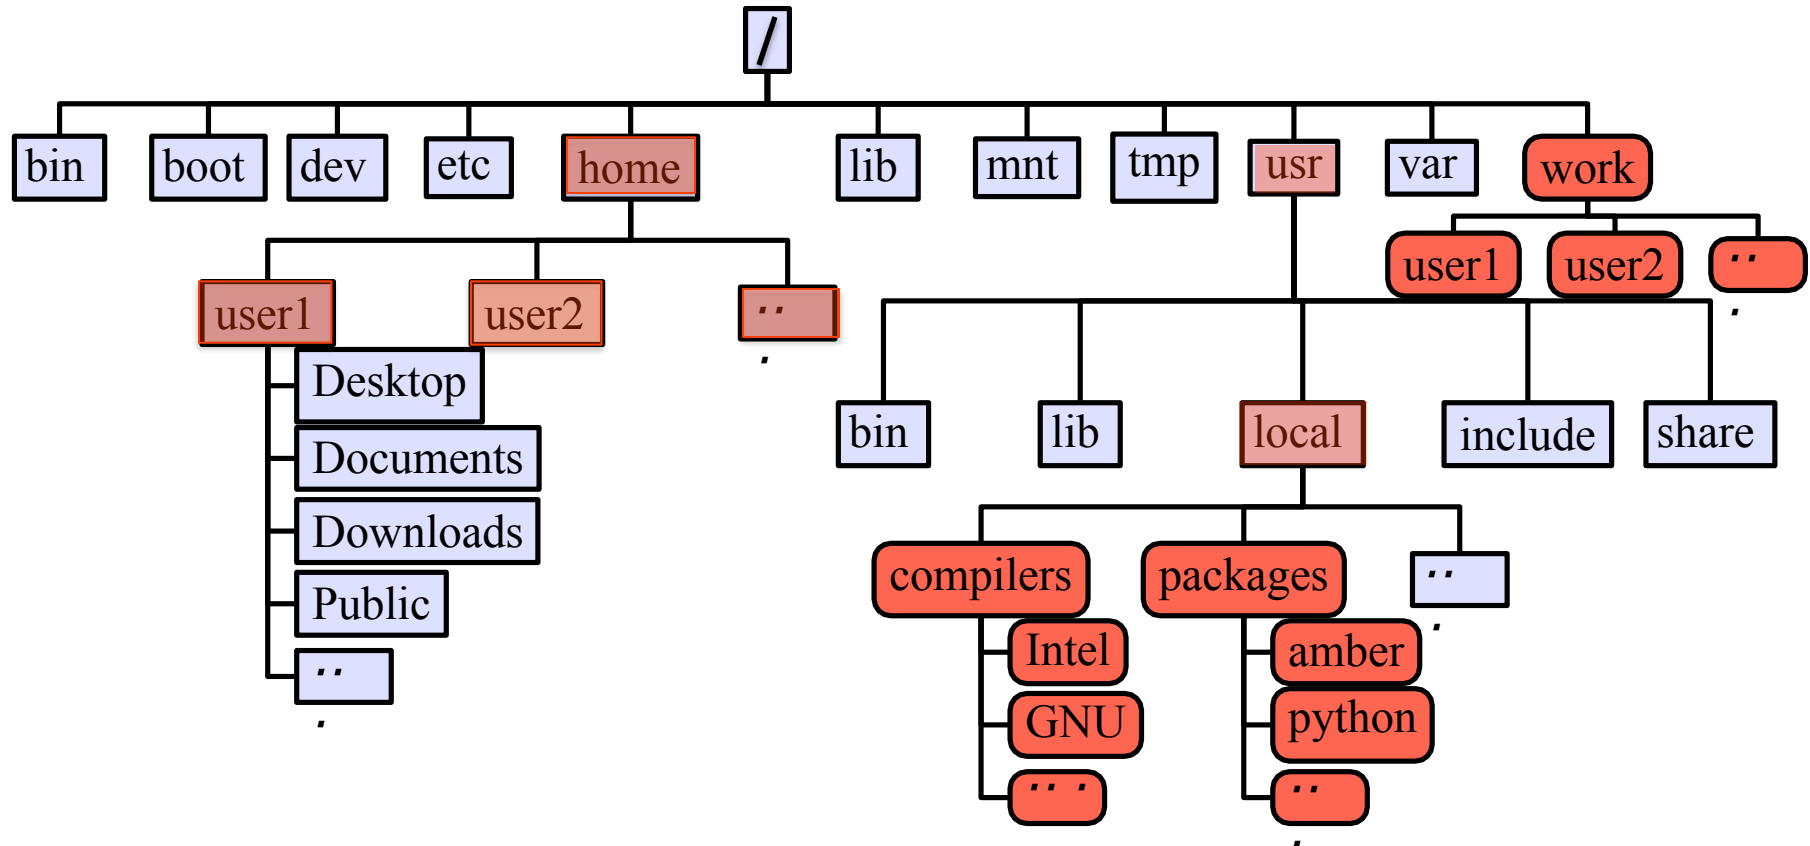 /
bin boot dev etc home lib mnt tmp usr var work
user1 user2 ...
user1 user2 ...
Desktop
Documents
Downloads
Public
...
bin lib local include share
compilers packages ...
Intel
GNU
...
amber
python
...